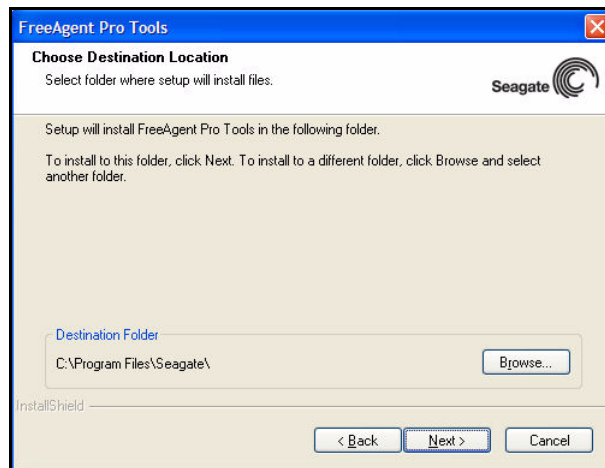 FreeAgent Pro Tools
Choose Destination Location
Select folder where setup will install files.
Seagate
Setup will install FreeAgent Pro Tools in the following folder.
To install to this folder, click Next. To install to a different folder, click Browse and select
another folder.
Destination Folder
C:\Program Files\Seagate\
Browse...
InstallShield
< Back
Next >
Cancel